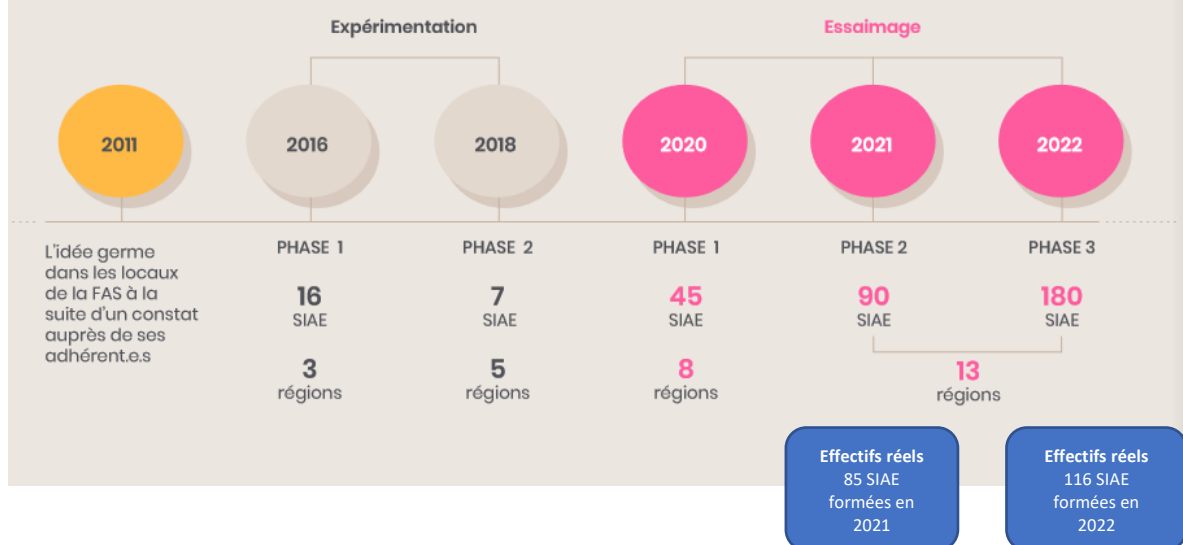 Expérimentation
Essaimage
2011
2016
2018
2020
2021
2022
L'idée germe
dans les locaux
de la FAS à la
suite d'un constat
auprès de ses
adhérent.e.s
PHASE 1
16
SIAE
3
régions
PHASE 2
7
SIAE
5
régions
PHASE 1
45
SIAE
8
régions
PHASE 2
90
SIAE
PHASE 3
180
SIAE
13
régions
Effectifs réels
85 SIAE
formées en
2021
Effectifs réels
116 SIAE
formées en
2022